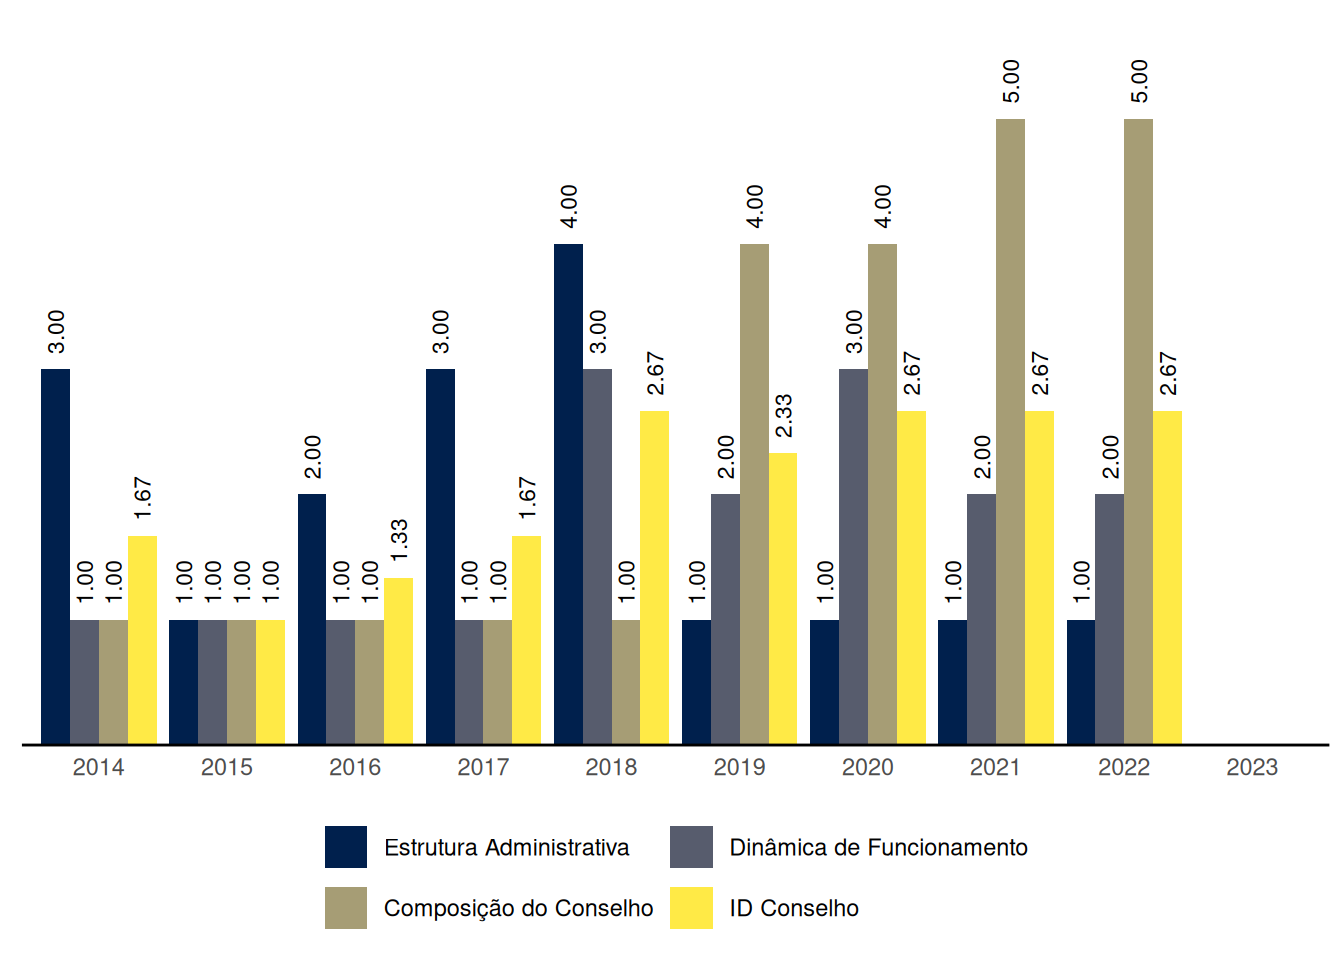 3.00 1.00 1.00 1.67
1.00 1.00 1.00 1.00
2.00 1.00 1.00 1.33
3.00 1.00 1.00 1.67
4.00 3.00 1.00 2.67
1.00 2.00 4.00 2.33
1.00 3.00 4.00 2.67
1.00 2.00 5.00 2.67
1.00 2.00 5.00 2.67
2014 2015 2016 2017 2018 2019 2020 2021 2022 2023
Estrutura Administrativa Dinâmica de Funcionamento
Composição do Conselho ID Conselho